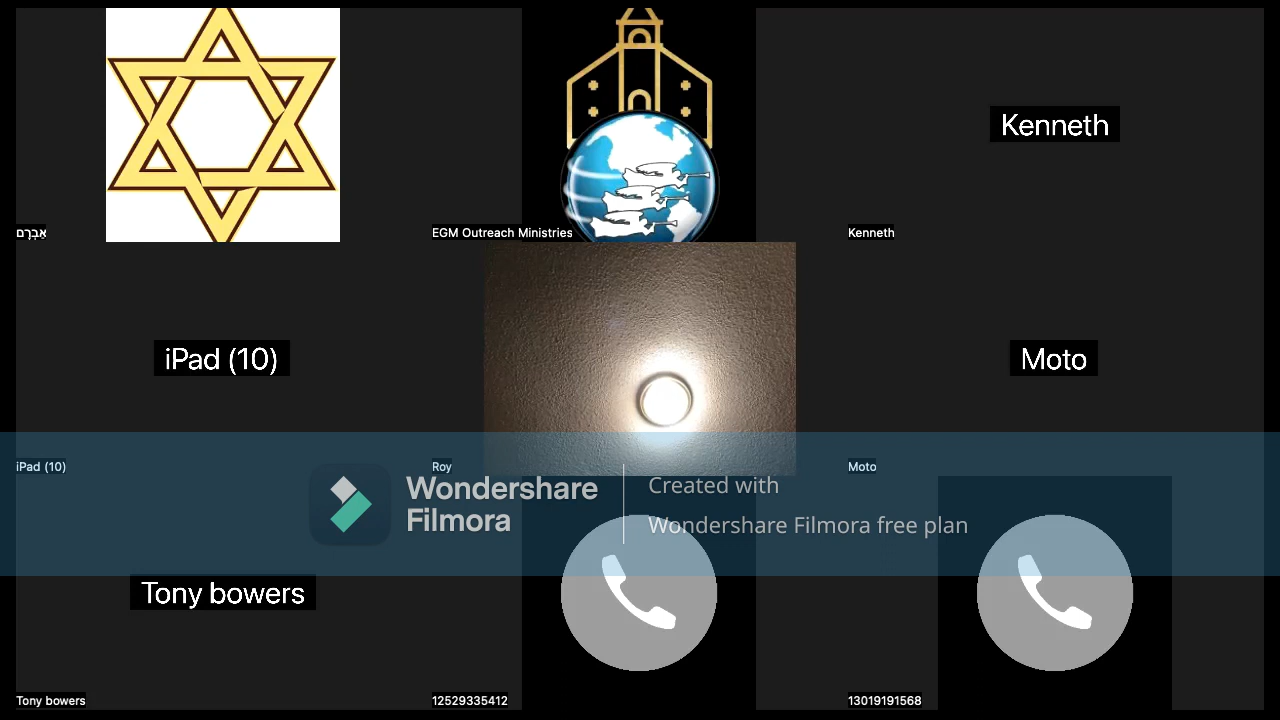 Kenneth
אַבְרָם
EGM Outreach Ministries
Kenneth
iPad (10)
Moto
iPad (10)
Roy
Moto
Wondershare
Filmora
Created with
Wondershare Filmora free plan
Tony bowers
Tony bowers
12529335412
13019191568